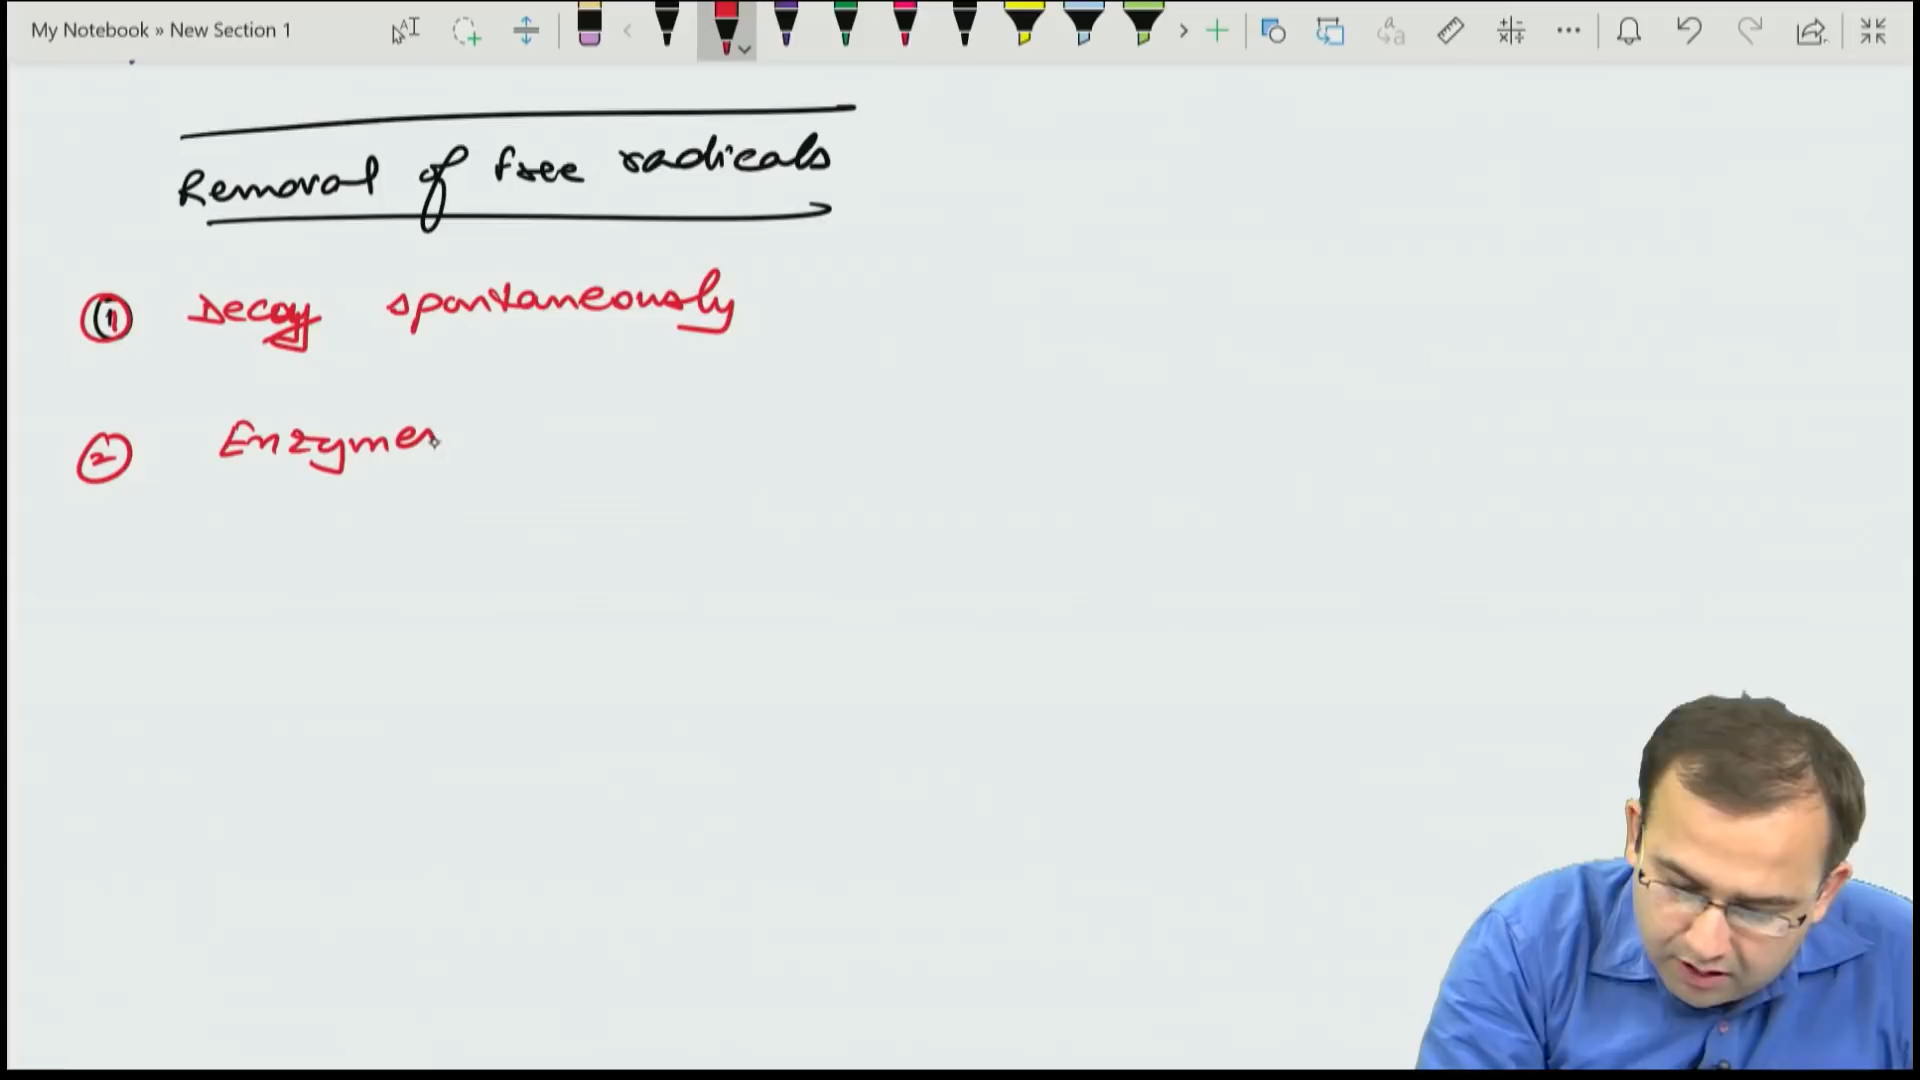 My Notebook » New Section 1
Removal of free radicals
① Decay spontaneously
② Enzymes